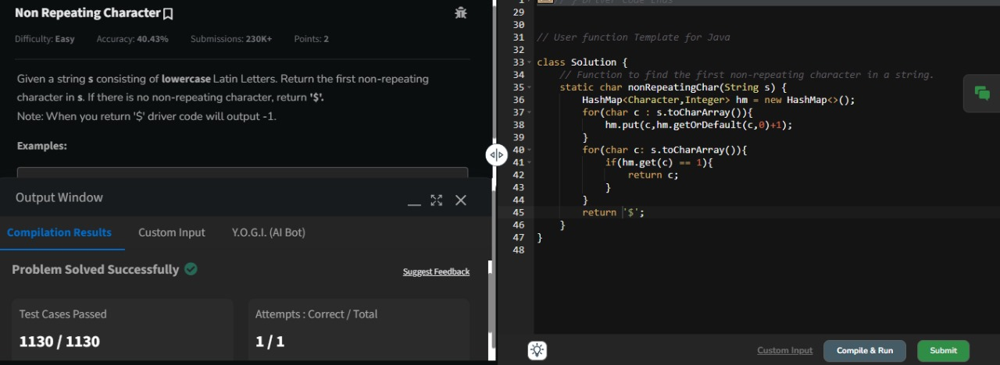 Non Repeating Character
Difficulty: Easy Accuracy: 40.43% Submissions: 230K+ Points: 2
Given a string s consisting of lowercase Latin Letters. Return the first non-repeating
character in s. If there is no non-repeating character, return '$'.
Note: When you return '$' driver code will output -1.
Examples:
Output Window
Compilation Results Custom Input Y.O.G.I. (AI Bot)
Problem Solved Successfully
Suggest Feedback
Test Cases Passed
1130 / 1130
Attempts : Correct / Total
1 / 1
1 // } Driver Code Ends
29
30
31 // User function Template for Java
32
33 class Solution {
34 // Function to find the first non-repeating character in a string.
35 static char nonRepeatingChar(String s) {
36 HashMap<Character,Integer> hm = new HashMap<>();
37 for(char c : s.toCharArray()){
38 hm.put(c,hm.getOrDefault(c,0)+1);
39 }
40 for(char c: s.toCharArray()){
41 if(hm.get(c) == 1){
42 return c;
43 }
44 }
45 return '$';
46 }
47 }
48
Custom Input Compile & Run Submit